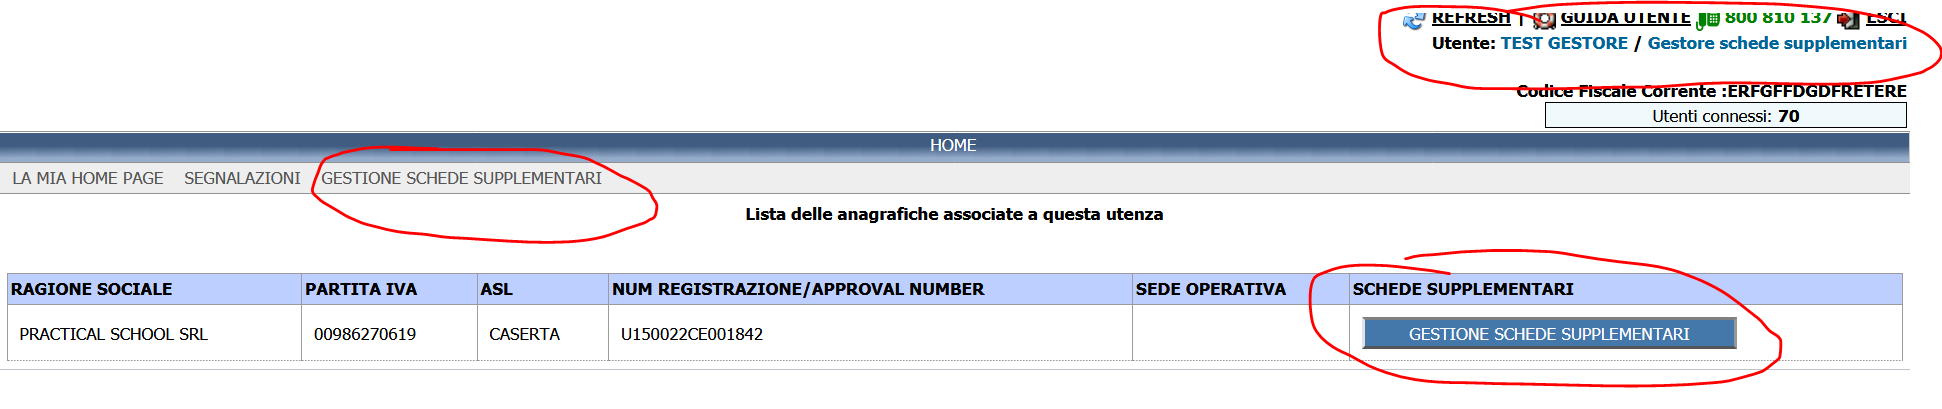 REFRESH | GUIDA UTENTE 800 810 137 ESCI
Utente: TEST GESTORE / Gestore schede supplementari
Codice Fiscale Corrente :ERFGFFDGDFRETERE
Utenti connessi: 70
HOME
LA MIA HOME PAGE SEGNALAZIONI GESTIONE SCHEDE SUPPLEMENTARI
Lista delle anagrafiche associate a questa utenza
RAGIONE SOCIALE PARTITA IVA ASL NUM REGISTRAZIONE/APPROVAL NUMBER SEDE OPERATIVA SCHEDE SUPPLEMENTARI
PRACTICAL SCHOOL SRL 00986270619 CASERTA U150022CE001842 GESTIONE SCHEDE SUPPLEMENTARI